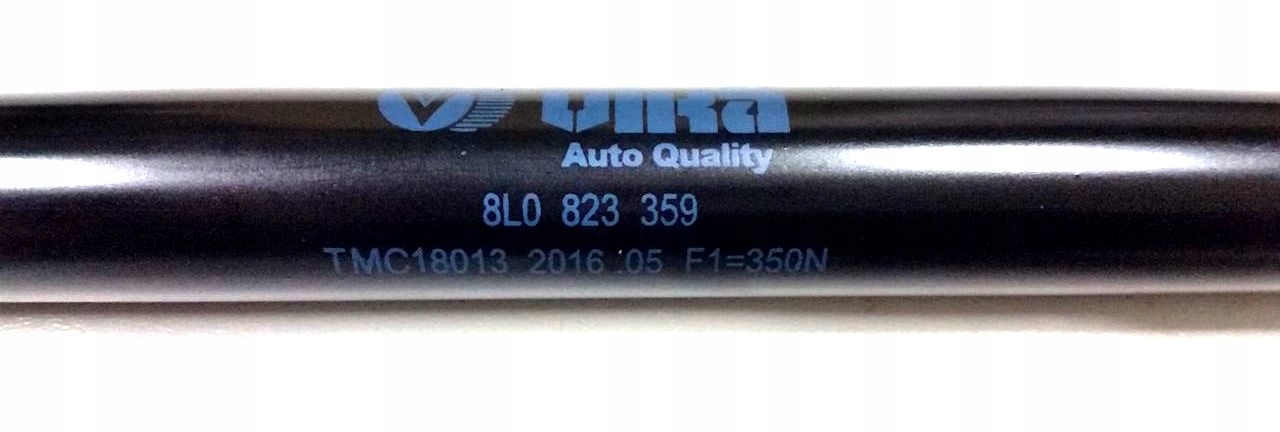 Auto Quality
8L0 823 359
TMC18013 2016.05 F1=350N